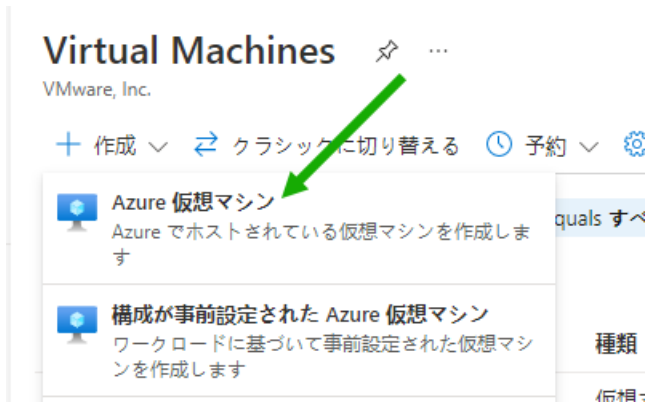 Virtual Machines
VMware, Inc.
作成 クラシックに切り替える 予約
Azure 仮想マシン
Azure でホストされている仮想マシンを作成しま
す
quals すべ
構成が事前設定された Azure 仮想マシン
ワークロードに基づいて事前設定された仮想マシ
ンを作成します
種類